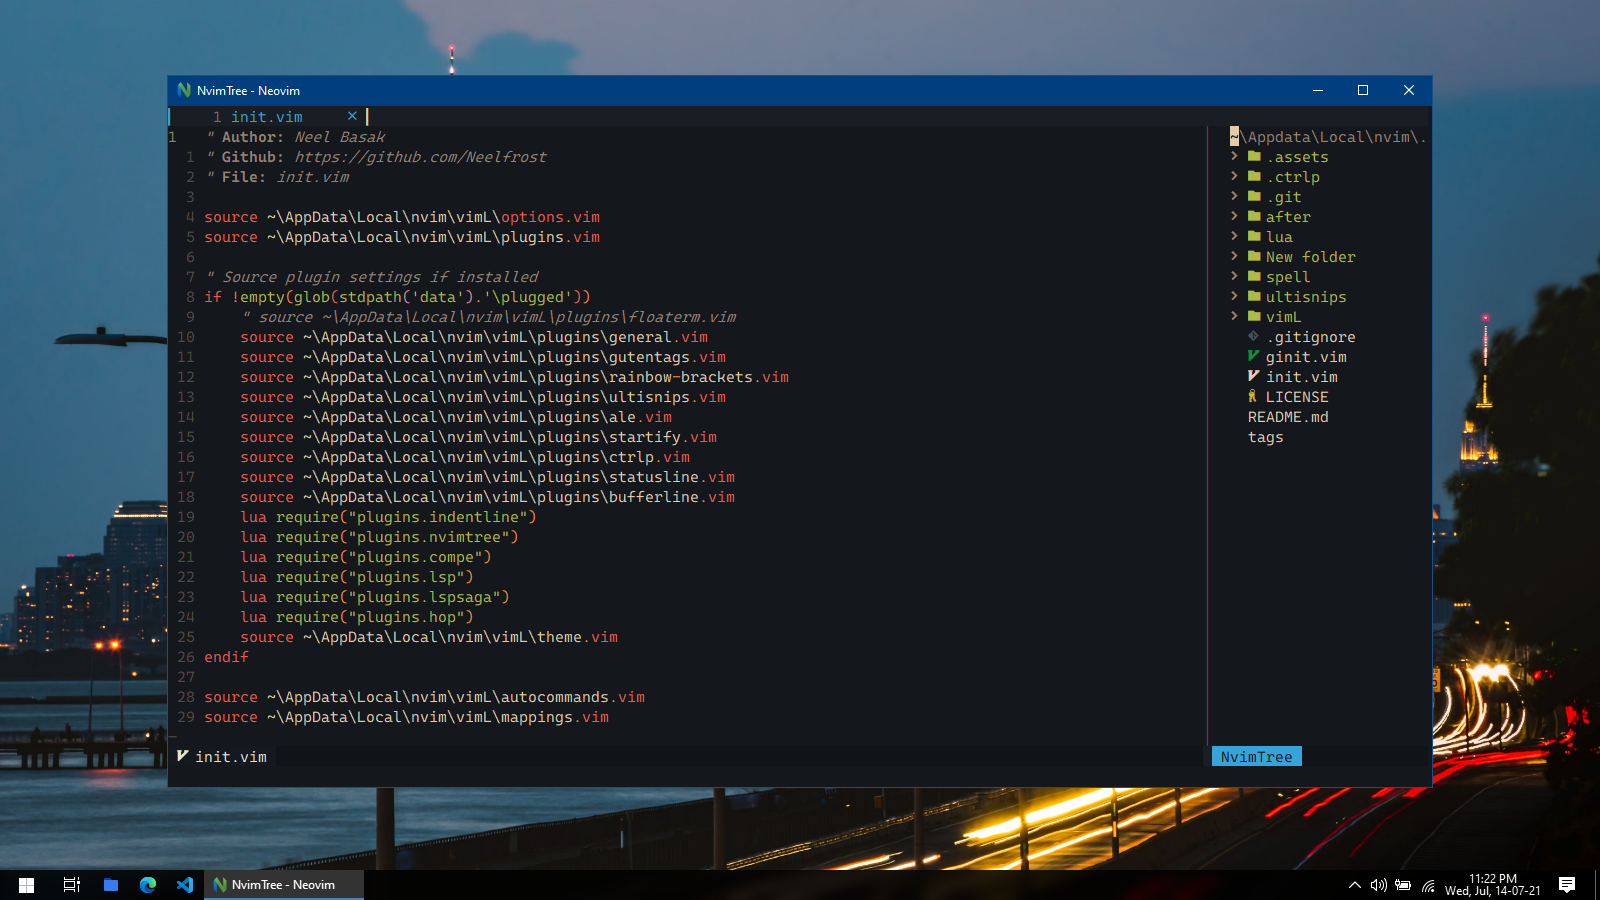 NvimTree - Neovim
1 init.vim ×
1 " Author: Neel Basak
1 " Github: https://github.com/Neelfrost
2 " File: init.vim
3
4 source ~\AppData\Local\nvim\vimL\options.vim
5 source ~\AppData\Local\nvim\vimL\plugins.vim
6
7 " Source plugin settings if installed
8 if !empty(glob(stdpath('data').'\plugged'))
9 " source ~\AppData\Local\nvim\vimL\plugins\floaterm.vim
10 source ~\AppData\Local\nvim\vimL\plugins\general.vim
11 source ~\AppData\Local\nvim\vimL\plugins\gutentags.vim
12 source ~\AppData\Local\nvim\vimL\plugins\rainbow-brackets.vim
13 source ~\AppData\Local\nvim\vimL\plugins\ultisnips.vim
14 source ~\AppData\Local\nvim\vimL\plugins\ale.vim
15 source ~\AppData\Local\nvim\vimL\plugins\startify.vim
16 source ~\AppData\Local\nvim\vimL\plugins\ctrlp.vim
17 source ~\AppData\Local\nvim\vimL\plugins\statusline.vim
18 source ~\AppData\Local\nvim\vimL\plugins\bufferline.vim
19 lua require("plugins.indentline")
20 lua require("plugins.nvimtree")
21 lua require("plugins.compe")
22 lua require("plugins.lsp")
23 lua require("plugins.lspsaga")
24 lua require("plugins.hop")
25 source ~\AppData\Local\nvim\vimL\theme.vim
26 endif
27
28 source ~\AppData\Local\nvim\vimL\autocommands.vim
29 source ~\AppData\Local\nvim\vimL\mappings.vim
~\Appdata\Local\nvim\.
.assets
.ctrlp
.git
after
lua
New folder
spell
ultisnips
vimL
.gitignore
ginit.vim
init.vim
LICENSE
README.md
tags
init.vim
NvimTree
NvimTree - Neovim
11:22 PM
Wed, Jul, 14-07-21